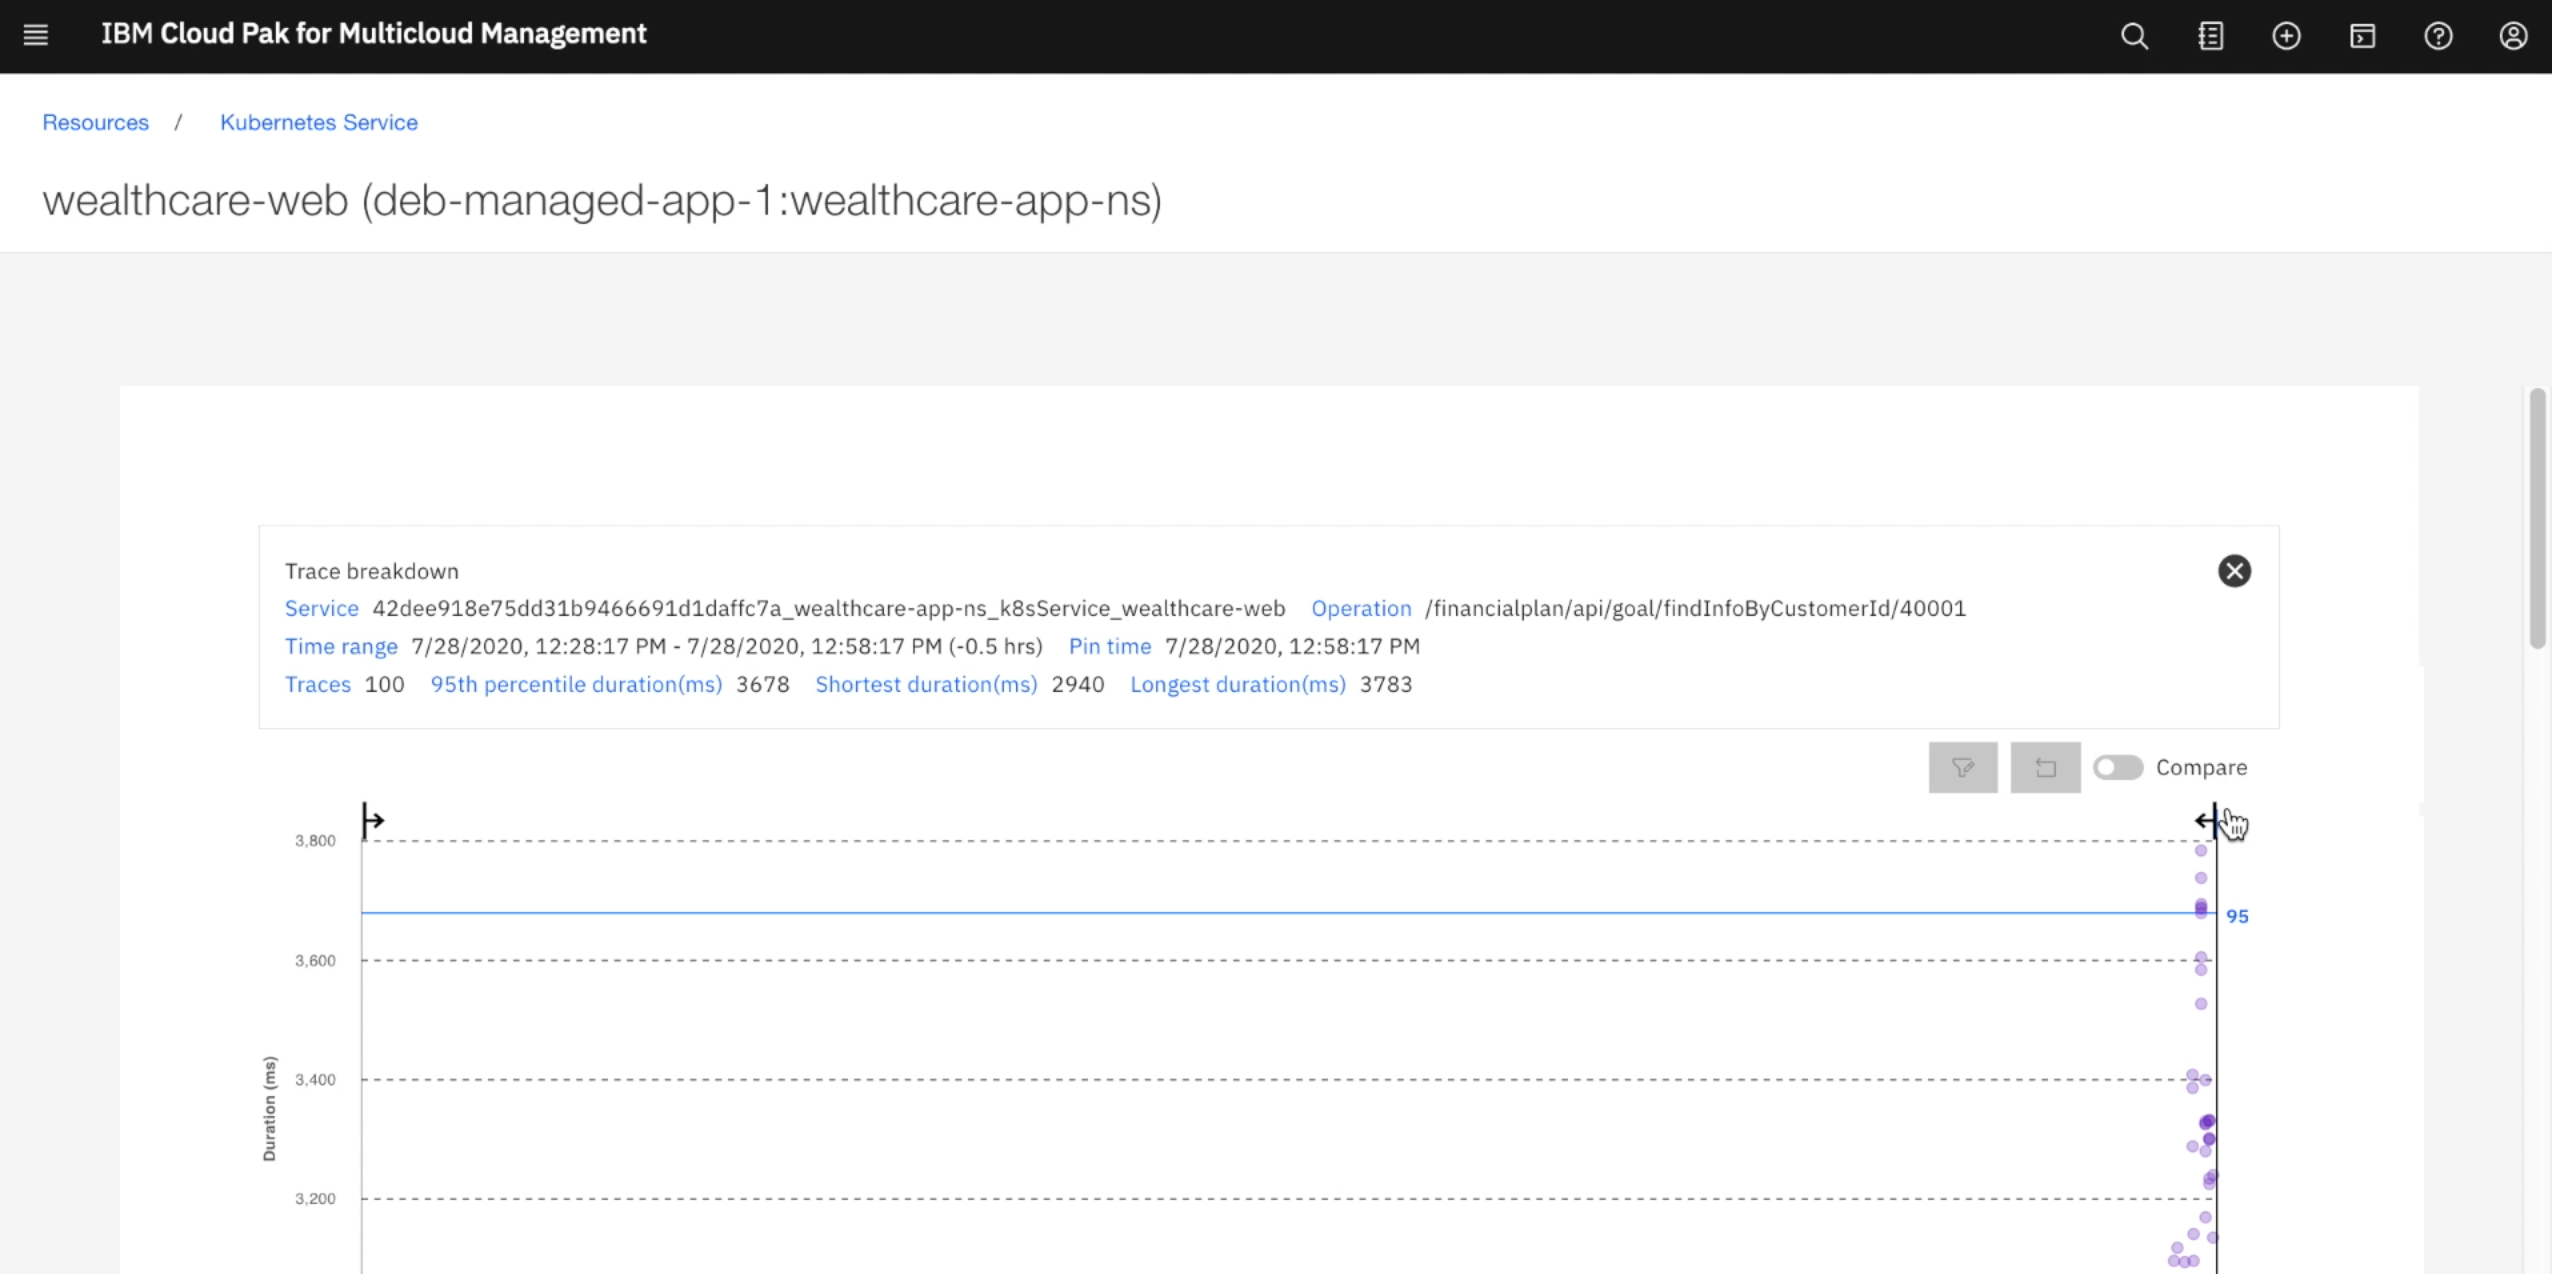 IBM Cloud Pak for Multicloud Management
Resources / Kubernetes Service
wealthcare-web (deb-managed-app-1:wealthcare-app-ns)
Trace breakdown
Service 42dee918e75dd31b9466691d1daffc7a_wealthcare-app-ns_k8sService_wealthcare-web Operation /financialplan/api/goal/findInfoByCustomerId/40001
Time range 7/28/2020, 12:28:17 PM - 7/28/2020, 12:58:17 PM (-0.5 hrs) Pin time 7/28/2020, 12:58:17 PM
Traces 100 95th percentile duration(ms) 3678 Shortest duration(ms) 2940 Longest duration(ms) 3783
Compare
3,800
95
3,600
3,400
Duration (ms)
3,200